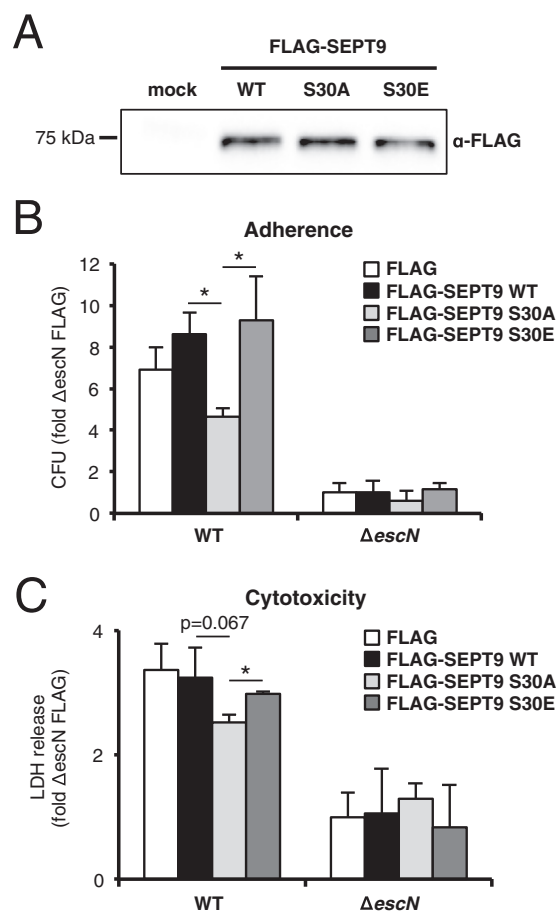 A
FLAG-SEPT9
mock WT S30A S30E
75 kDa
α-FLAG
B
Adherence
CFU (fold ΔescN FLAG)
12
10
8
6
4
2
0
*
*
FLAG
FLAG-SEPT9 WT
FLAG-SEPT9 S30A
FLAG-SEPT9 S30E
WT ΔescN
C
Cytotoxicity
LDH release
(fold ΔescN FLAG)
4
2
0
p=0.067
*
FLAG
FLAG-SEPT9 WT
FLAG-SEPT9 S30A
FLAG-SEPT9 S30E
WT ΔescN